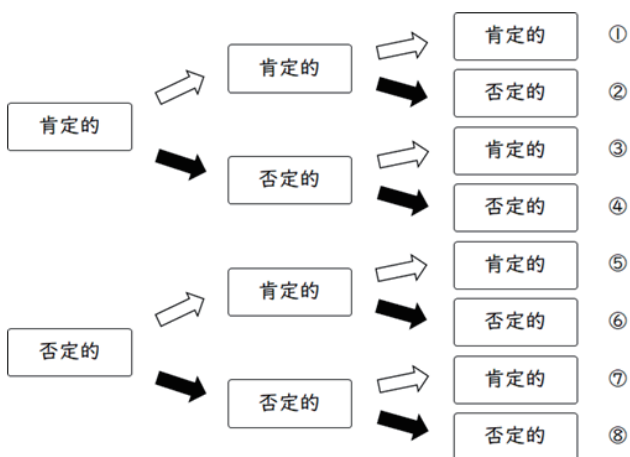 肯定的 ①
肯定的
否定的 ②
肯定的
肯定的 ③
否定的
否定的 ④
肯定的 ⑤
肯定的
否定的 ⑥
否定的
肯定的 ⑦
否定的
否定的 ⑧